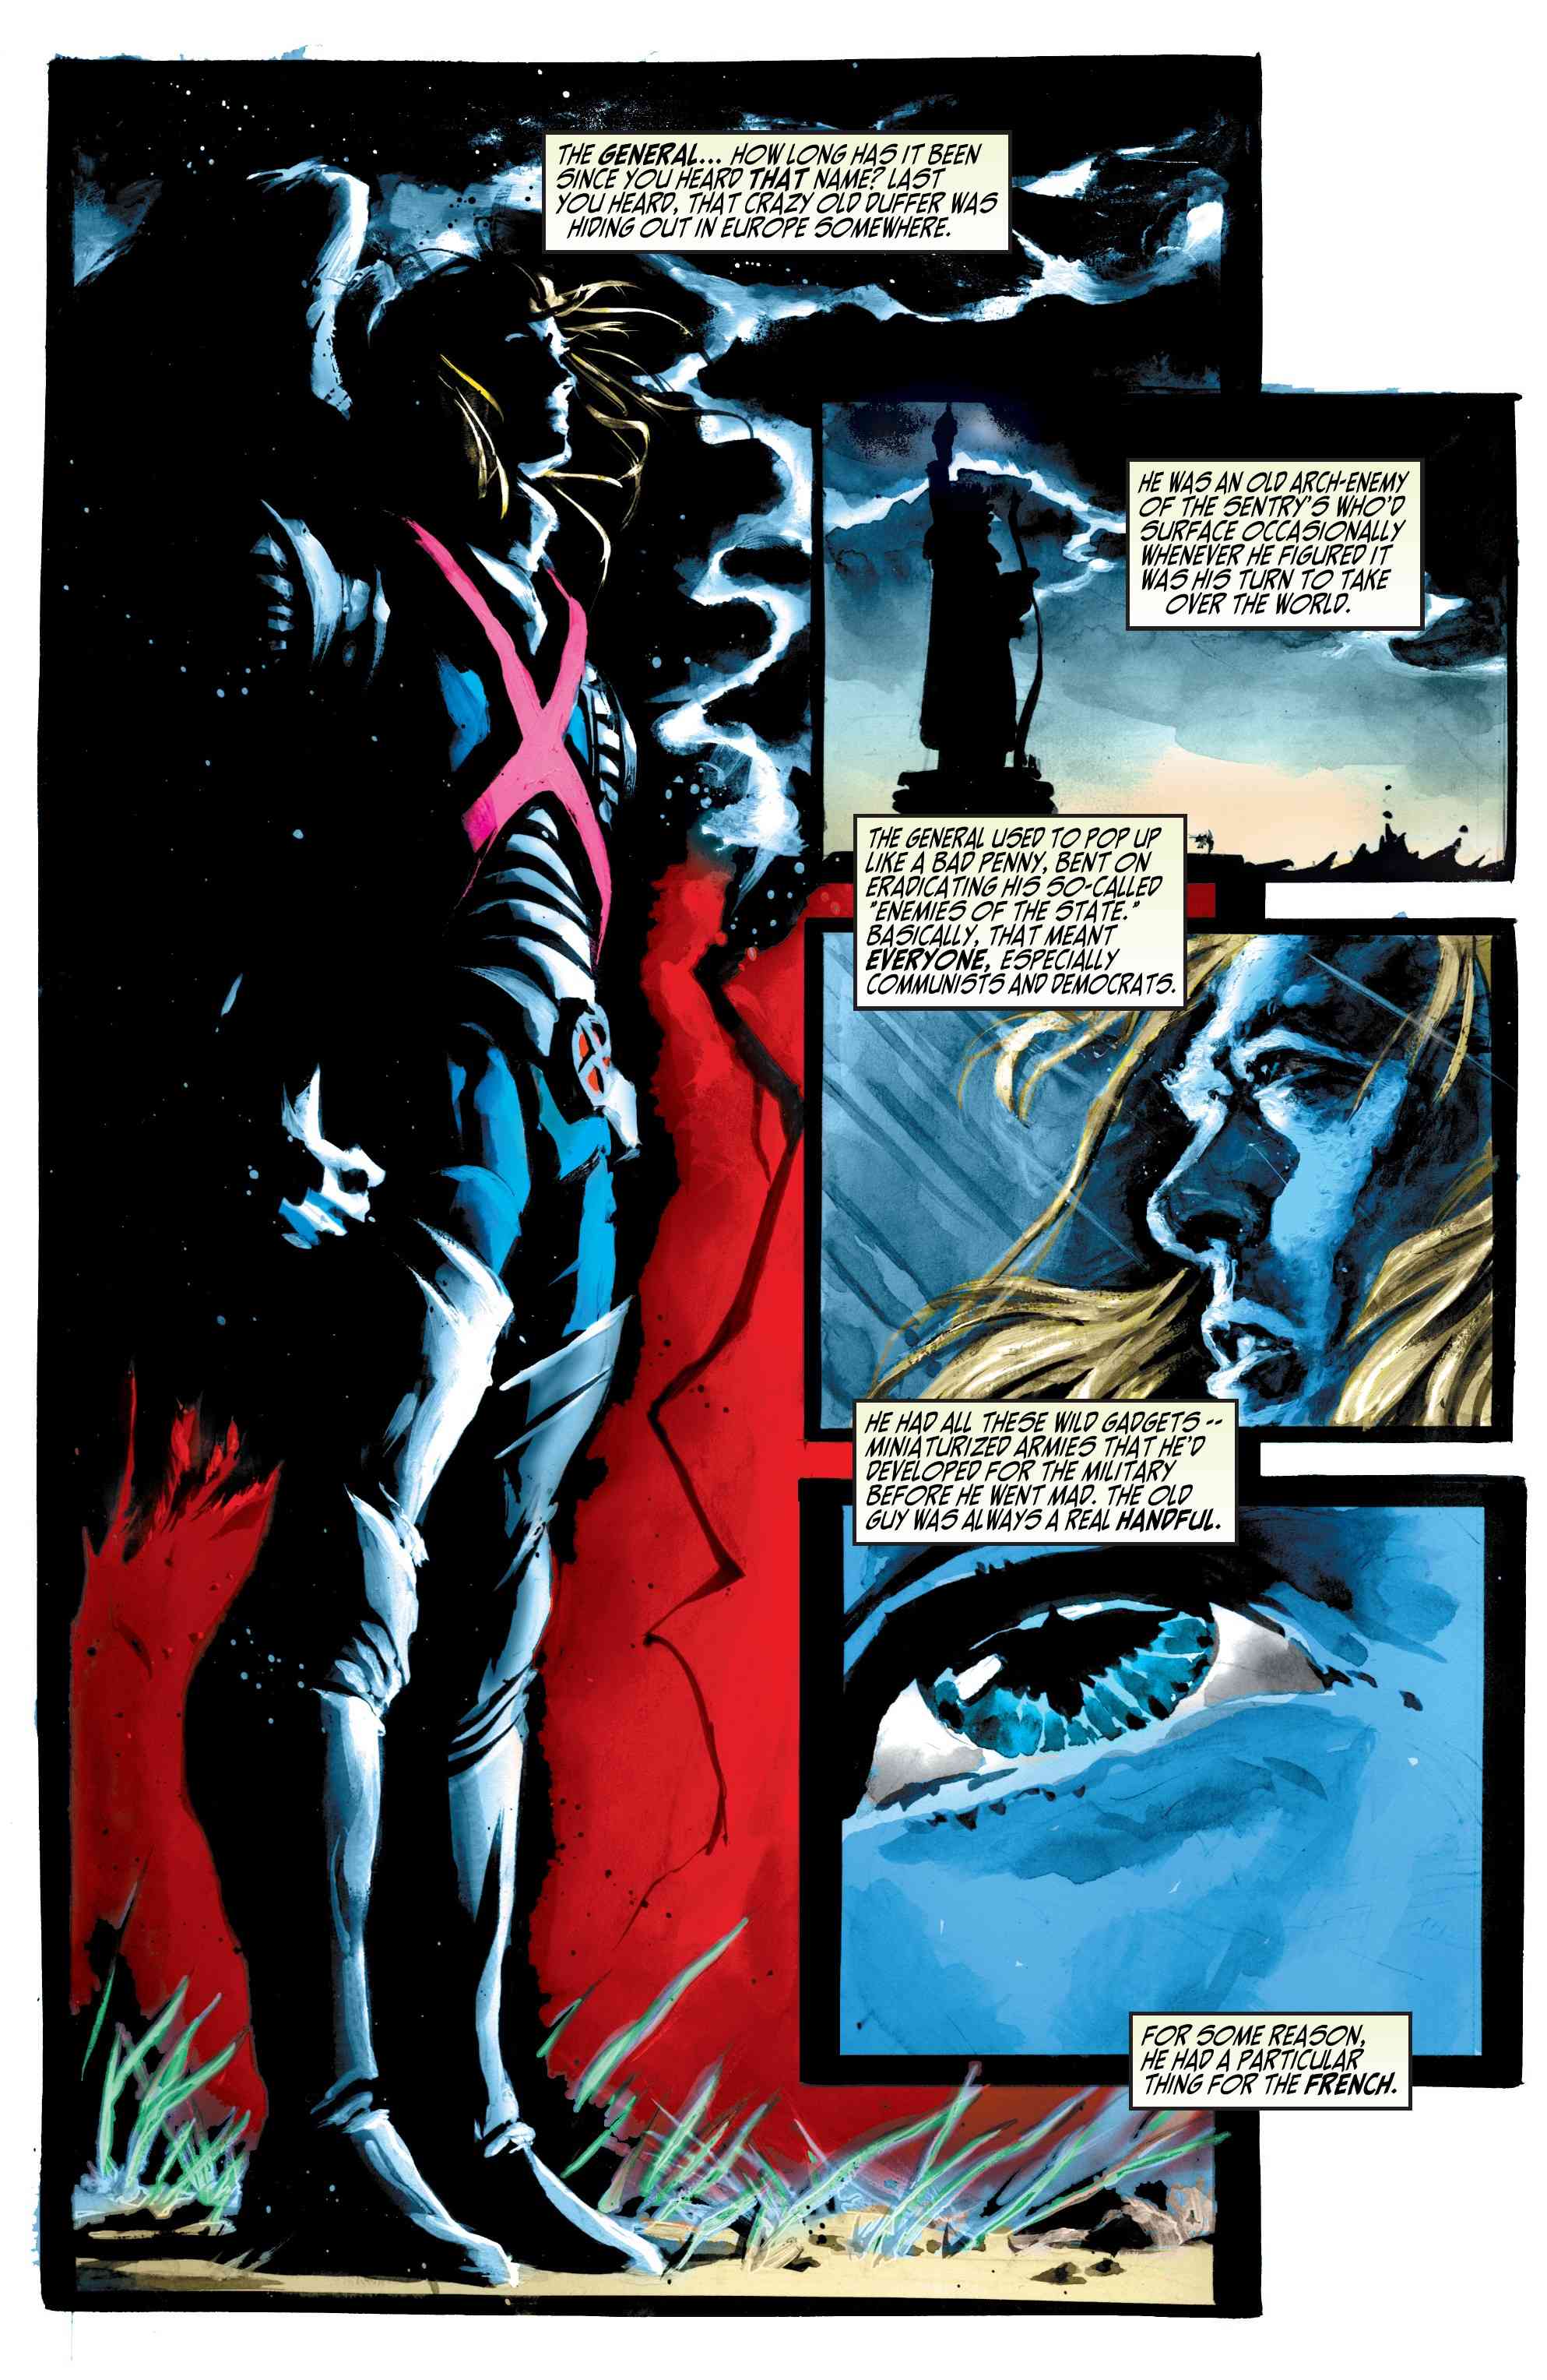 THE GENERAL... HOW LONG HAS IT BEEN
SINCE YOU HEARD THAT NAME? LAST
YOU HEARD, THAT CRAZY OLD DUFFER WAS
HIDING OUT IN EUROPE SOMEWHERE.
HE WAS AN OLD ARCH-ENEMY
OF THE SENTRY'S WHO'D
SURFACE OCCASIONALLY
WHENEVER HE FIGURED IT
WAS HIS TURN TO TAKE
OVER THE WORLD.
THE GENERAL USED TO POP UP
LIKE A BAD PENNY, BENT ON
ERADICATING HIS SO-CALLED
"ENEMIES OF THE STATE."
BASICALLY, THAT MEANT
EVERYONE, ESPECIALLY
COMMUNISTS AND DEMOCRATS.
HE HAD ALL THESE WILD GADGETS --
MINIATURIZED ARMIES THAT HE'D
DEVELOPED FOR THE MILITARY
BEFORE HE WENT MAD. THE OLD
GUY WAS ALWAYS A REAL HANDFUL.
FOR SOME REASON,
HE HAD A PARTICULAR
THING FOR THE FRENCH.